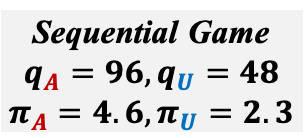 Sequential Game
q_A = 96, q_U = 48
π_A = 4.6, π_U = 2.3